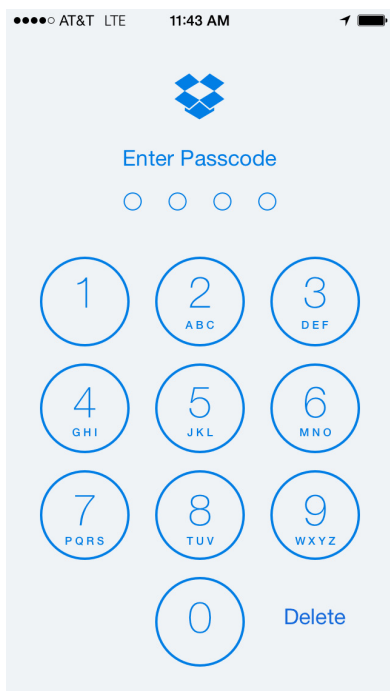 AT&T LTE 11:43 AM
Enter Passcode
1 2 3
ABC DEF
4 5 6
GHI JKL MNO
7 8 9
PQRS TUV WXYZ
0 Delete